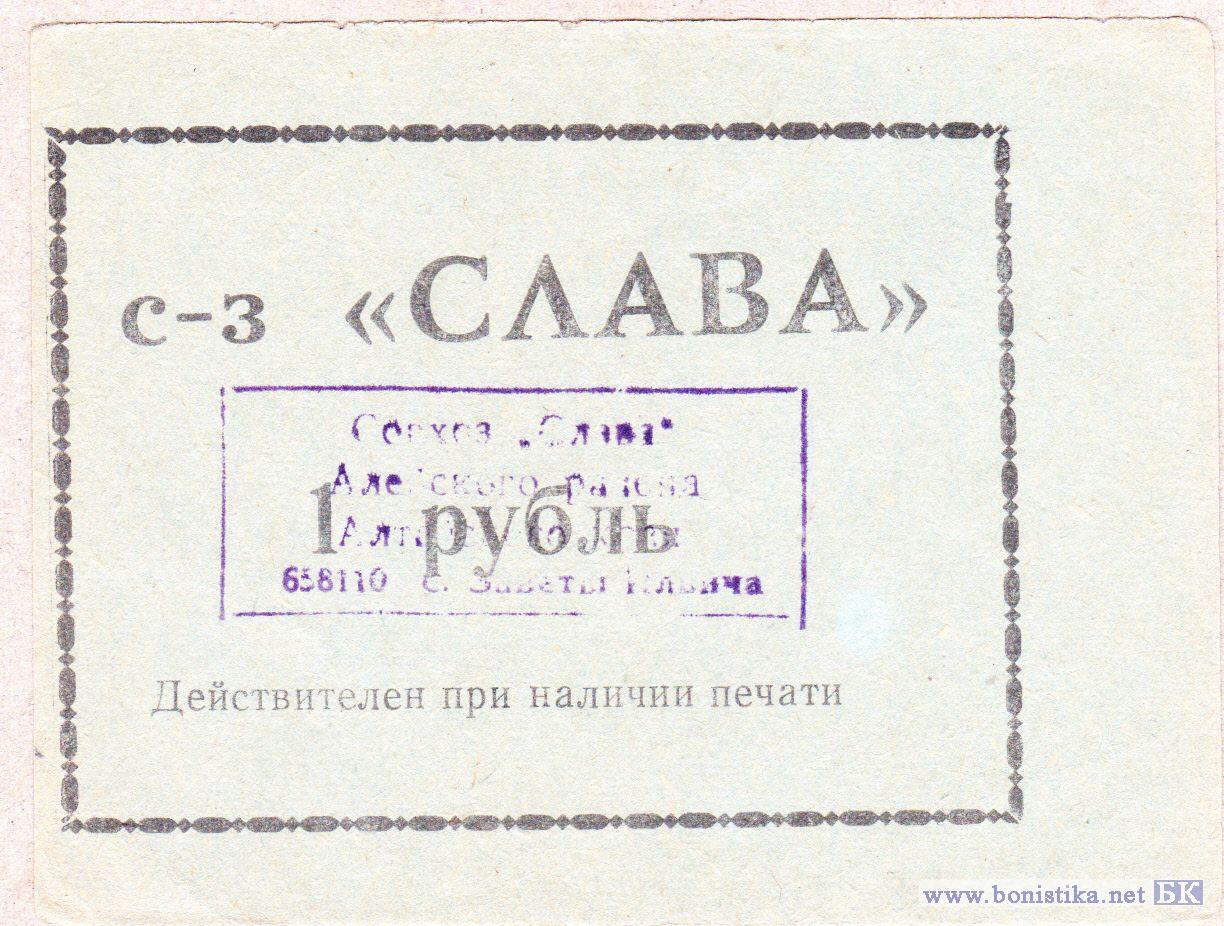 с-з «СЛАВА»
Совхоз „Слава“
Алейского района
1 рубль
658110 с. Заветы Ильича
Действителен при наличии печати
www.bonistika.net БК